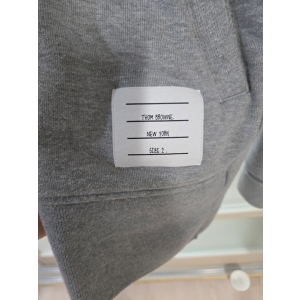 THOM BROWNE.
NEW YORK
SIZE 2.